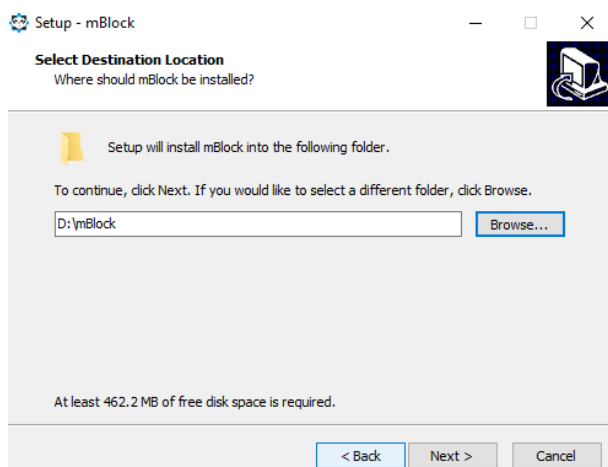 Setup - mBlock
Select Destination Location
Where should mBlock be installed?
Setup will install mBlock into the following folder.
To continue, click Next. If you would like to select a different folder, click Browse.
D:\mBlock
Browse...
At least 462.2 MB of free disk space is required.
< Back
Next >
Cancel